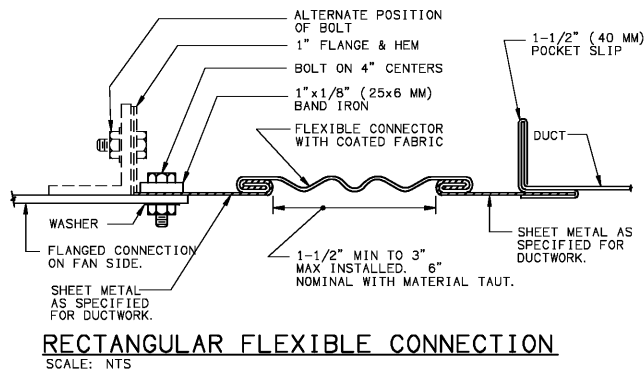 ALTERNATE POSITION
OF BOLT
1" FLANGE & HEM
BOLT ON 4" CENTERS
1"x1/8" (25x6 MM)
BAND IRON
FLEXIBLE CONNECTOR
WITH COATED FABRIC
1-1/2" (40 MM)
POCKET SLIP
DUCT
WASHER
FLANGED CONNECTION
ON FAN SIDE.
SHEET METAL
AS SPECIFIED
FOR DUCTWORK.
1-1/2" MIN TO 3"
MAX INSTALLED. 6"
NOMINAL WITH MATERIAL TAUT.
SHEET METAL AS
SPECIFIED FOR
DUCTWORK.
RECTANGULAR FLEXIBLE CONNECTION
SCALE: NTS